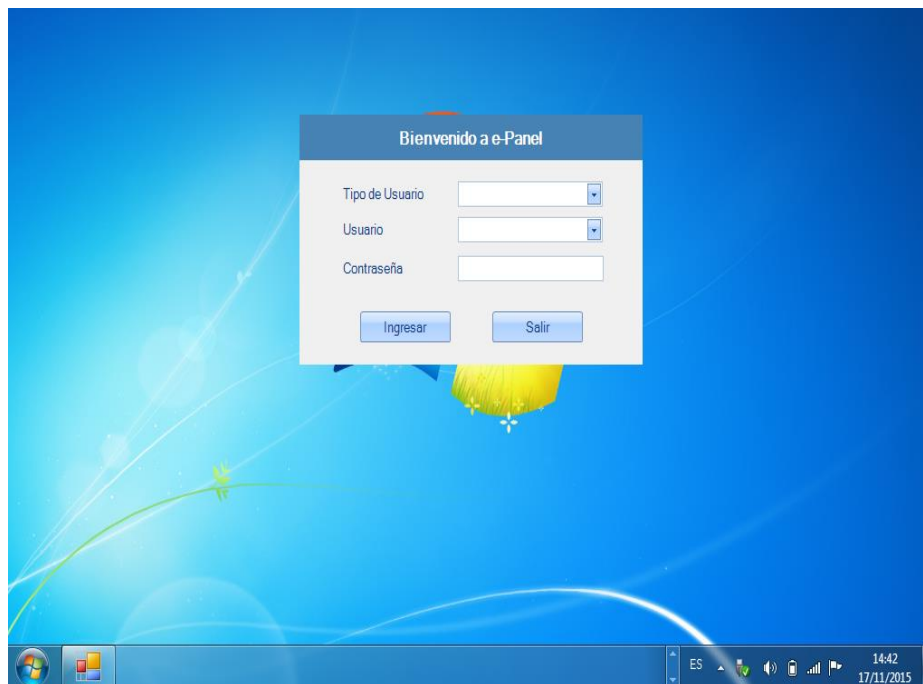 Bienvenido a e-Panel
Tipo de Usuario
Usuario
Contraseña
Ingresar Salir
ES 14:42
17/11/2015